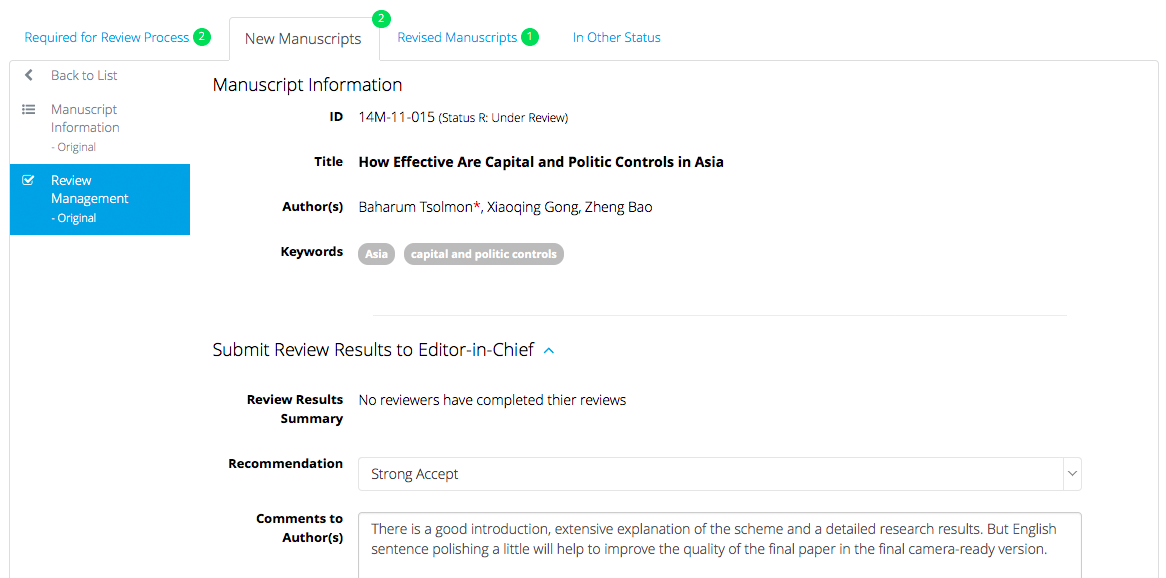 Required for Review Process 2
New Manuscripts 2
Revised Manuscripts 1
In Other Status
Back to List
Manuscript
Information
- Original
Review
Management
- Original
Manuscript Information
ID 14M-11-015 (Status R: Under Review)
Title How Effective Are Capital and Politic Controls in Asia
Author(s) Baharum Tsolmon*, Xiaoqing Gong, Zheng Bao
Keywords Asia capital and politic controls
Submit Review Results to Editor-in-Chief
Review Results
Summary
No reviewers have completed thier reviews
Recommendation Strong Accept
Comments to
Author(s)
There is a good introduction, extensive explanation of the scheme and a detailed research results. But English
sentence polishing a little will help to improve the quality of the final paper in the final camera-ready version.